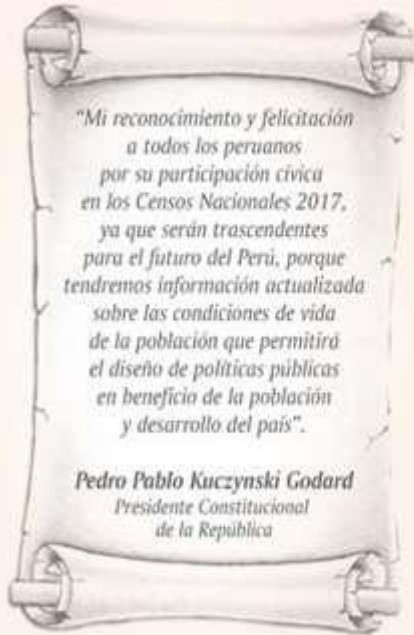 “Mi reconocimiento y felicitación
a todos los peruanos
por su participación cívica
en los Censos Nacionales 2017,
ya que serán trascendentes
para el futuro del Perú, porque
tendremos información actualizada
sobre las condiciones de vida
de la población que permitirá
el diseño de políticas públicas
en beneficio de la población
y desarrollo del país”.
Pedro Pablo Kuczynski Godard
Presidente Constitucional
de la República